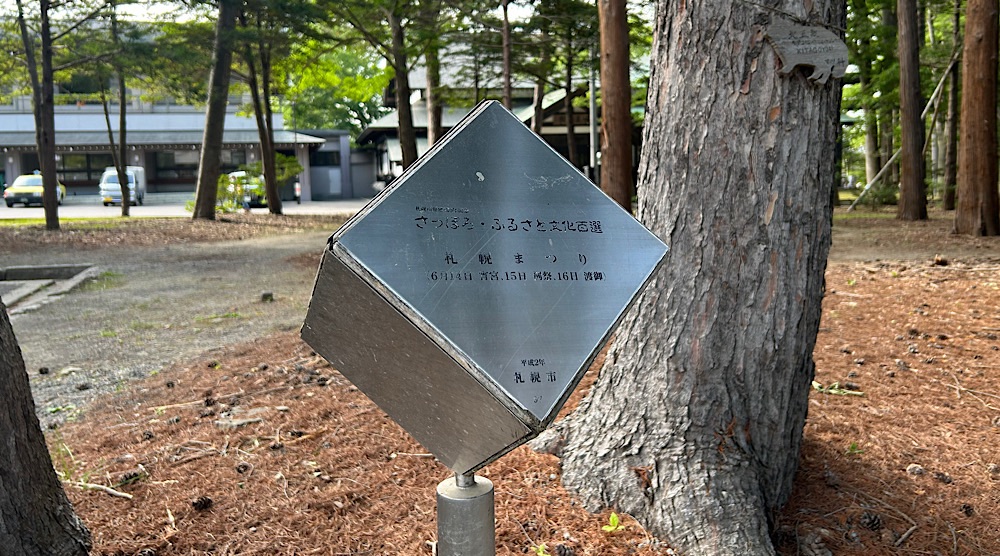 さっぽろ・ふるさと文化百選
札幌まつり
(6月14日 宵宮、15日 例祭、16日 渡御)
平成2年
札幌市